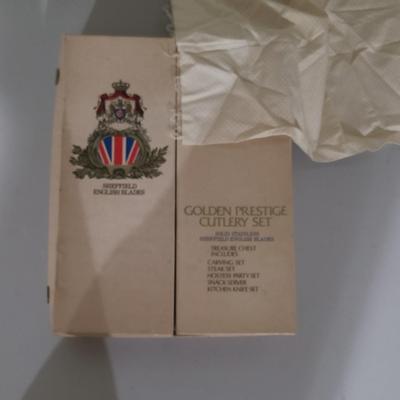 SHEFFIELD
ENGLISH BLADES
GOLDEN PRESTIGE
CUTLERY SET
SOLID STAINLESS
SHEFFIELD ENGLISH BLADES
TREASURE CHEST
INCLUDES
CARVING SET
STEAK SET
HOSTESS PARTY SET
SNACK SERVER
KITCHEN KNIFE SET